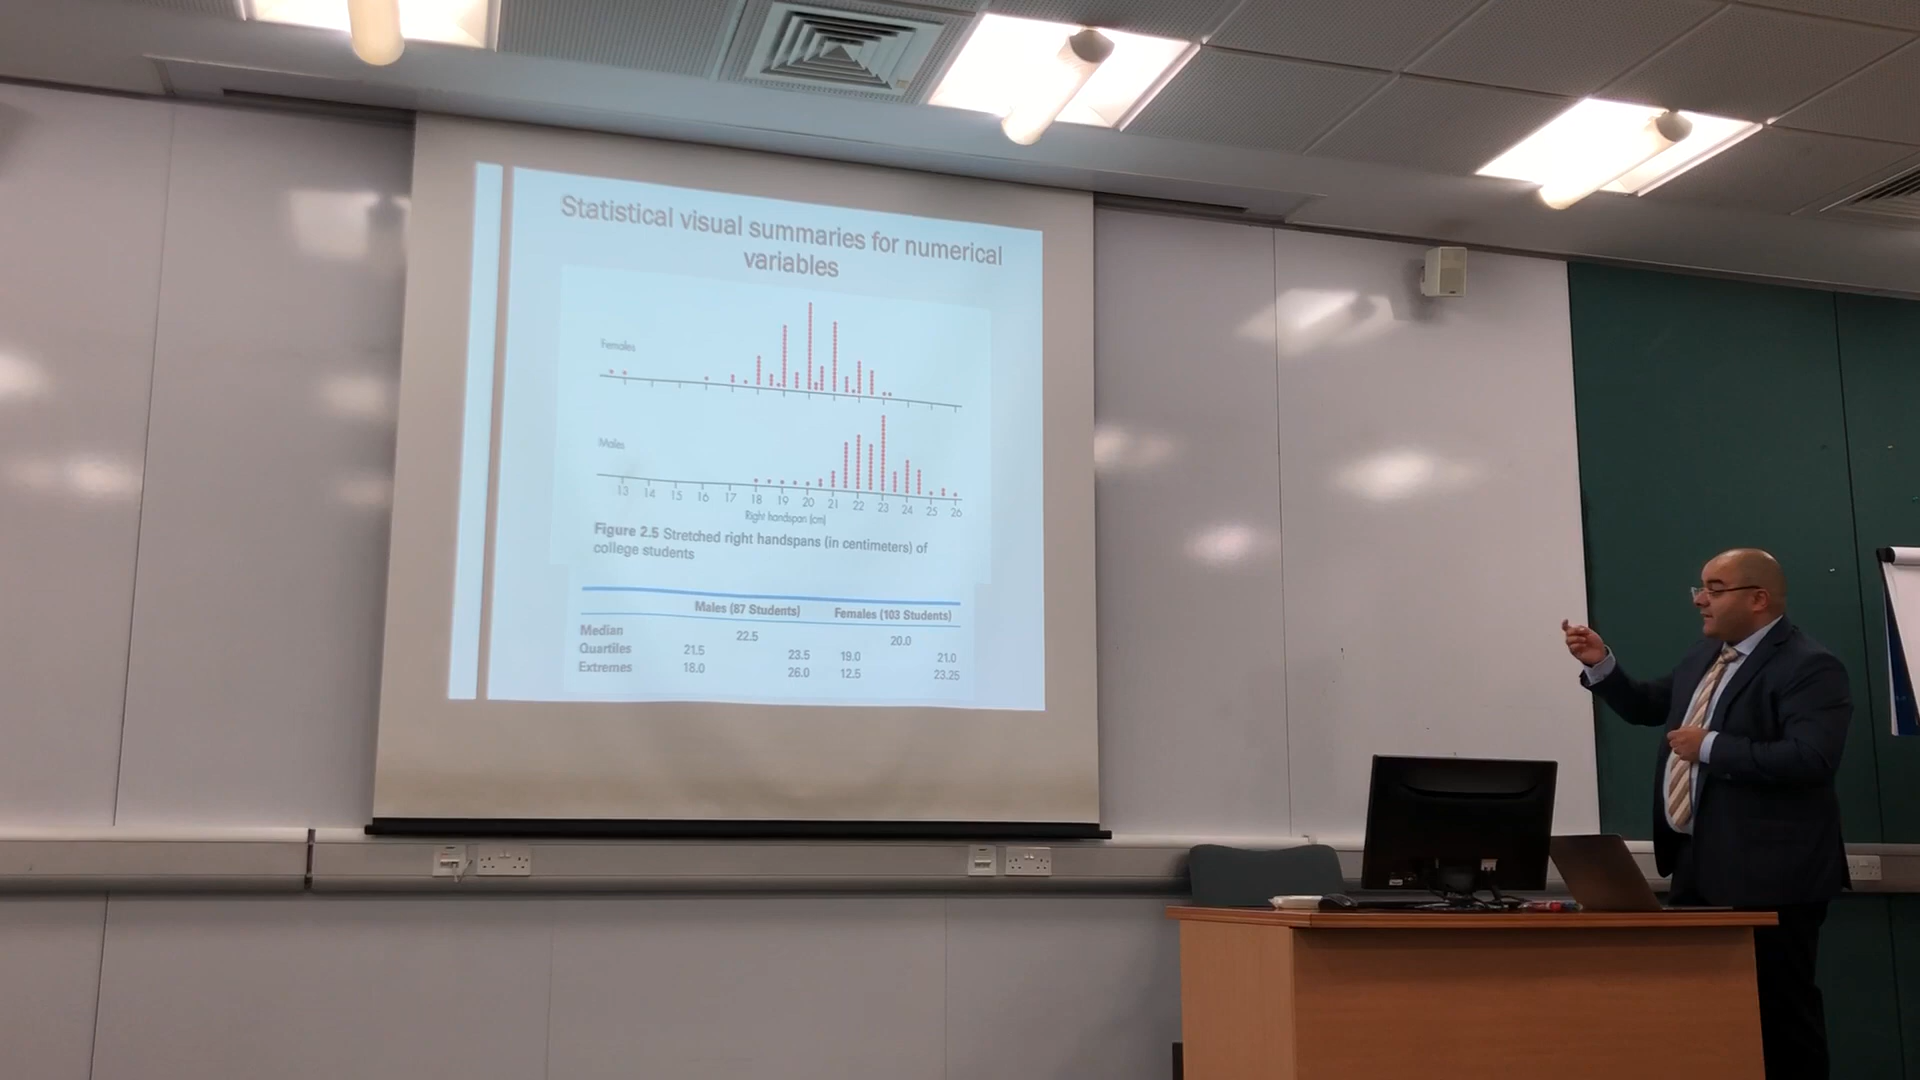 Statistical visual summaries for numerical
variables
Females
Males
13 14 15 16 17 18 19 20 21 22 23 24 25 26
Right handspan (cm)
Figure 2.5 Stretched right handspans (in centimeters) of
college students
Males (87 Students) Females (103 Students)
Median 22.5 20.0
Quartiles 21.5 23.5 19.0 21.0
Extremes 18.0 26.0 12.5 23.25